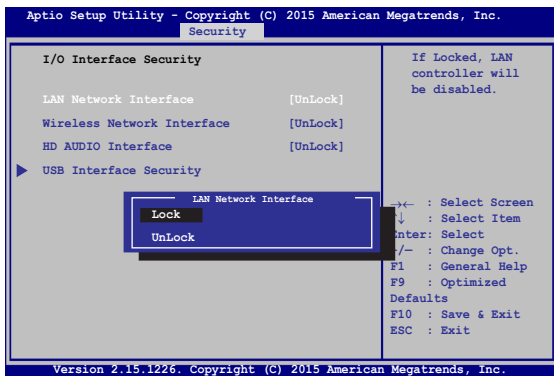 Aptio Setup Utility - Copyright (C) 2015 American Megatrends, Inc.
Security
I/O Interface Security
LAN Network Interface [UnLock]
Wireless Network Interface [UnLock]
HD AUDIO Interface [UnLock]
USB Interface Security
If Locked, LAN
controller will
be disabled.
LAN Network Interface
Lock
UnLock
→← : Select Screen
↓ : Select Item
Enter: Select
/— : Change Opt.
F1 : General Help
F9 : Optimized
Defaults
F10 : Save & Exit
ESC : Exit
Version 2.15.1226. Copyright (C) 2015 American Megatrends, Inc.